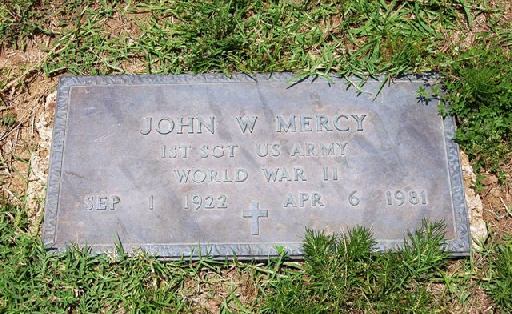 JOHN W MERCY
1ST SGT US ARMY
WORLD WAR II
SEP 1 1922 APR 6 1981